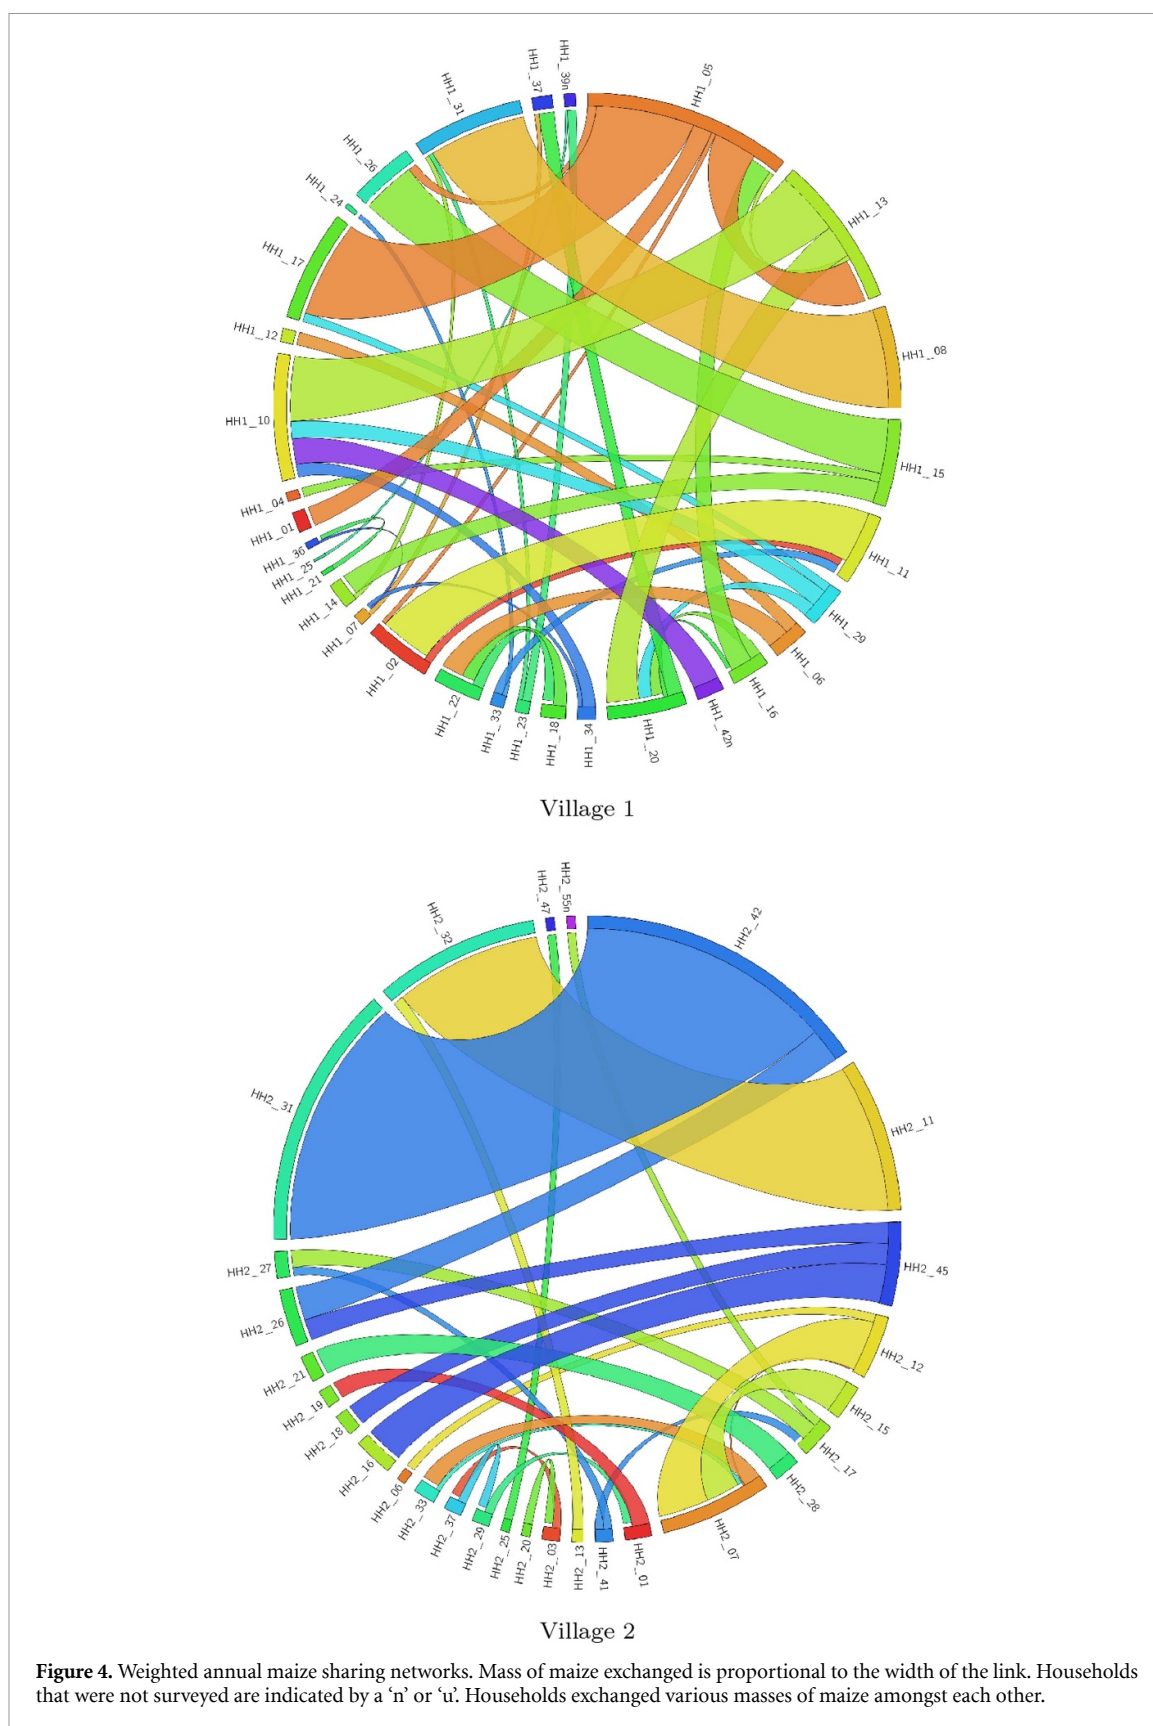 HH1_05
HH1_13
HH1_08
HH1_15
HH1_11
HH1_29
HH1_06
HH1_16
HH1_42n
HH1_20
HH1_34
HH1_18
HH1_23
HH1_33
HH1_22
HH1_02
HH1_07
HH1_14
HH1_21
HH1_25
HH1_36
HH1_01
HH1_04
HH1_10
HH1_12
HH1_17
HH1_24
HH1_26
HH1_31
HH1_37
HH1_39n
Village 1
HH2_42
HH2_11
HH2_45
HH2_12
HH2_15
HH2_17
HH2_28
HH2_07
HH2_01
HH2_41
HH2_13
HH2_03
HH2_20
HH2_25
HH2_29
HH2_37
HH2_33
HH2_06
HH2_16
HH2_18
HH2_19
HH2_21
HH2_26
HH2_27
HH2_31
HH2_32
HH2_47
HH2_55n
Village 2
Figure 4. Weighted annual maize sharing networks. Mass of maize exchanged is proportional to the width of the link. Households
that were not surveyed are indicated by a ‘n’ or ‘u’. Households exchanged various masses of maize amongst each other.